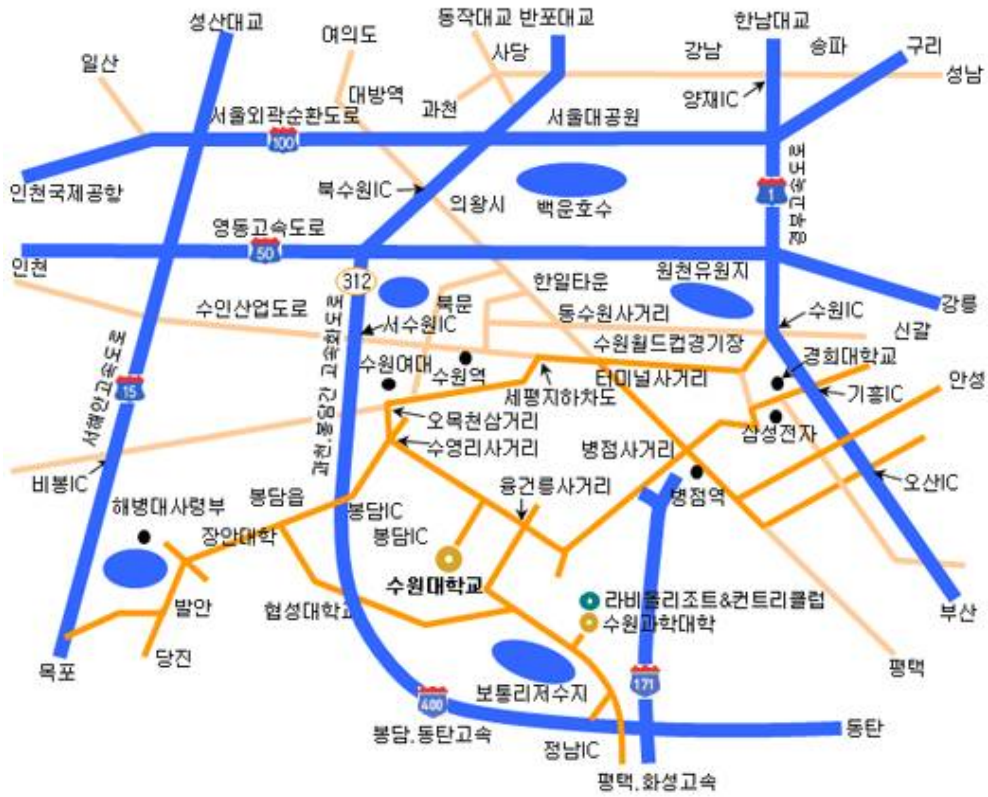 동작대교 반포대교
한남대교
성산대교
여의도
사당
강남
송파
구리
일산
성남
대방역
과천
양재IC
서울외곽순환도로
서울대공원
100
경부고속도로
인천국제공항
북수원IC
의왕시
백운호수
1
영동고속도로
50
인천
312
한일타운
원천유원지
강릉
북문
수인산업도로
동수원사거리
수원IC
신갈
서수원IC
수원월드컵경기장
경희대학교
수원여대
수원역
터미널사거리
안성
15
서해안고속도로
과천.봉담간 고속화도로
세평지하차도
기흥IC
오목천삼거리
삼성전자
수영리사거리
병점사거리
비봉IC
융건릉사거리
병점역
오산IC
해병대사령부
봉담읍
봉담IC
장안대학
봉담IC
수원대학교
발안
협성대학교
라비돌리조트&컨트리클럽
수원과학대학
부산
당진
목포
평택
보통리저수지
171
400
봉담.동탄고속
정남IC
동탄
평택.화성고속